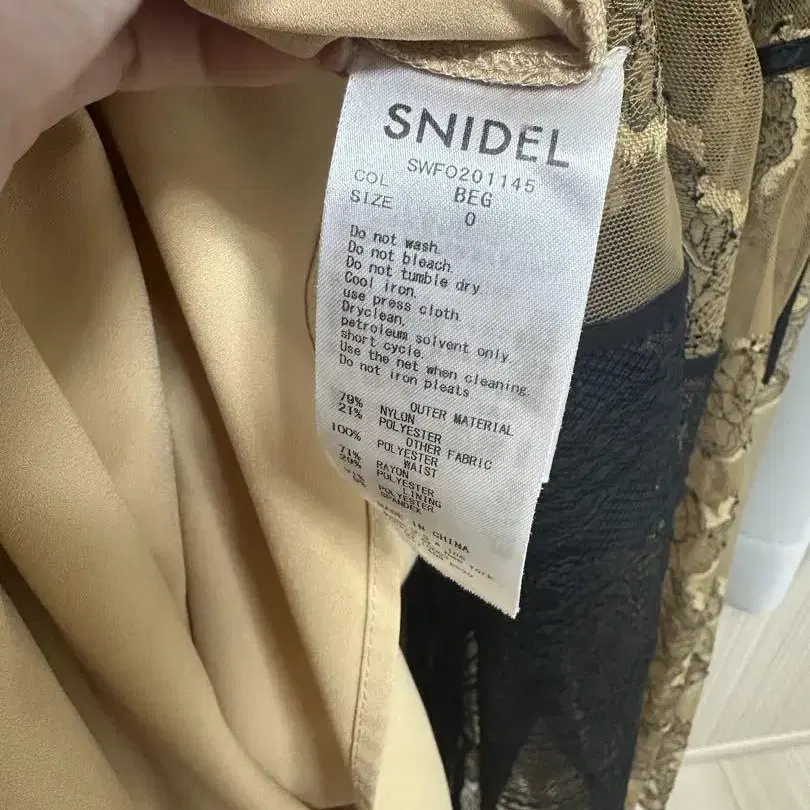 SNIDEL
SWFO201145
COL BEG
SIZE 0
Do not wash.
Do not bleach.
Do not tumble dry
Cool iron.
use press cloth.
Dryclean.
petroleum solvent only.
short cycle.
Use the net when cleaning.
Do not iron pleats
OUTER MATERIAL
79% NYLON
21% POLYESTER
OTHER FABRIC
100% POLYESTER
WAIST
71% RAYON
29% POLYESTER
LINING
POLYESTER
SPANDEX
MADE IN CHINA